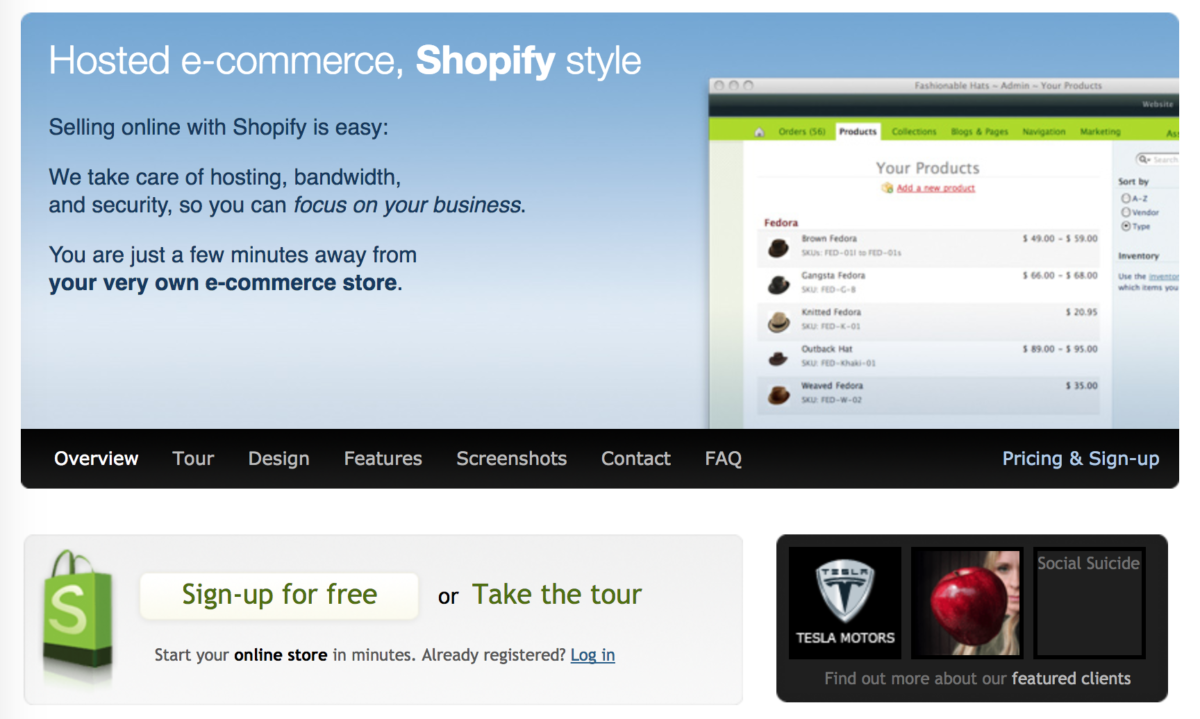 Hosted e-commerce, Shopify style
Selling online with Shopify is easy:
We take care of hosting, bandwidth,
and security, so you can focus on your business.
You are just a few minutes away from
your very own e-commerce store.
Fashionable Hats – Admin – Your Products
Website
Orders (56) Products Collections Blogs & Pages Navigation Marketing
Your Products
Add a new product
Search
Sort by
A-Z
Vendor
Type
Inventory
Use the
which items you
Fedora
Brown Fedora $ 49.00 – $ 59.00
SKUs: FED-01l to FED-01s
Gangsta Fedora $ 66.00 – $ 68.00
SKU: FED-G-8
Knitted Fedora $ 20.95
SKU: FED-K-01
Outback Hat $ 89.00 – $ 95.00
SKU: FED-Khaki-01
Weaved Fedora $ 35.00
SKU: FED-W-02
Overview Tour Design Features Screenshots Contact FAQ Pricing & Sign-up
S
Sign-up for free or Take the tour
Start your online store in minutes. Already registered? Log in
TESLA
TESLA MOTORS
Social Suicide
Find out more about our featured clients